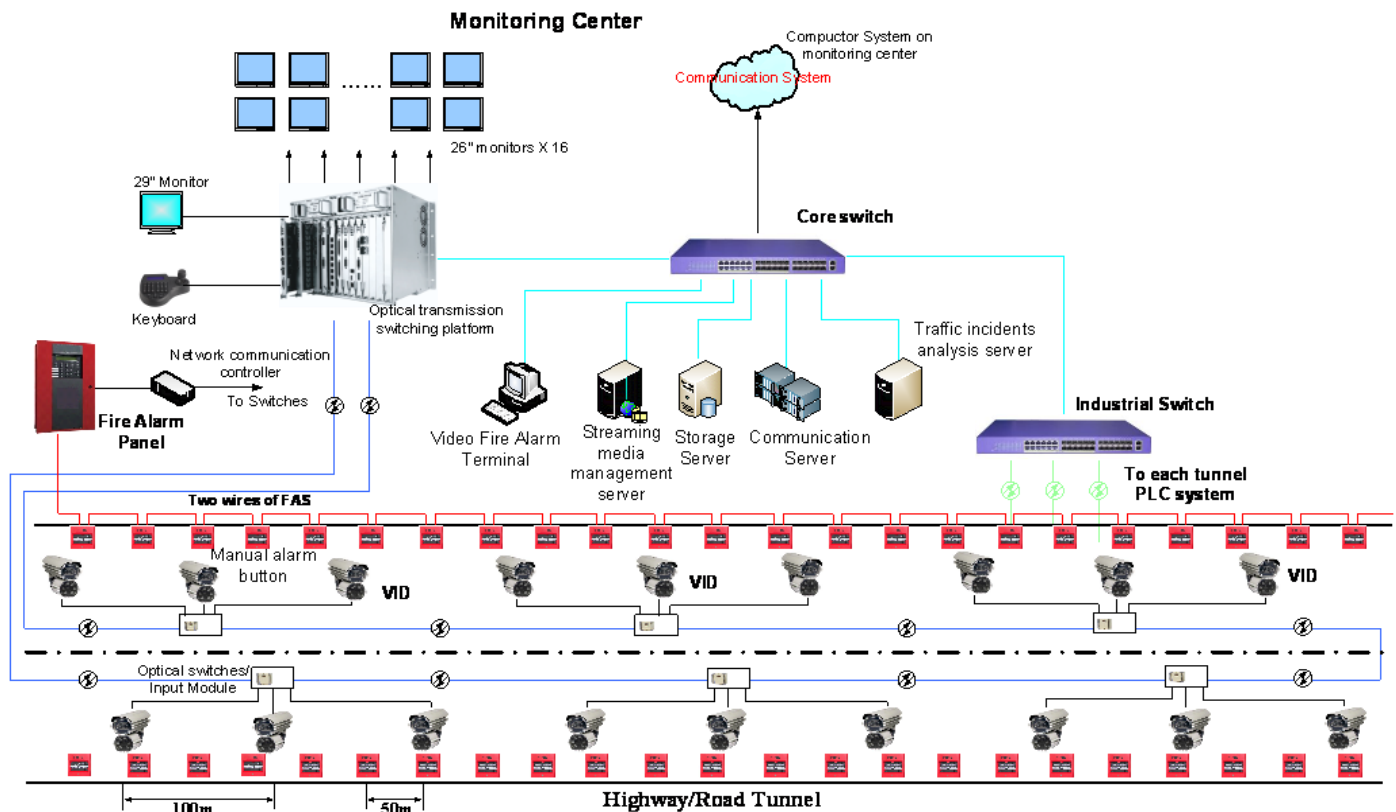 Monitoring Center
Compuctor System on
monitoring center
Communication System
......
26" monitors X 16
29" Monitor
Coreswitch
Keyboard
Optical transmission
switching platform
Network communication
controller
To Switches
Fire Alarm
Panel
Traffic incidents
analysis server
Video Fire Alarm
Terminal
Streaming
media
management
server
Storage
Server
Communication
Server
Industrial Switch
To each tunnel
PLC system
Two wires of FAS
Manual alarm
button
VID
VID
VID
Optical switches/
Input Module
100m
50m
Highway/Road Tunnel